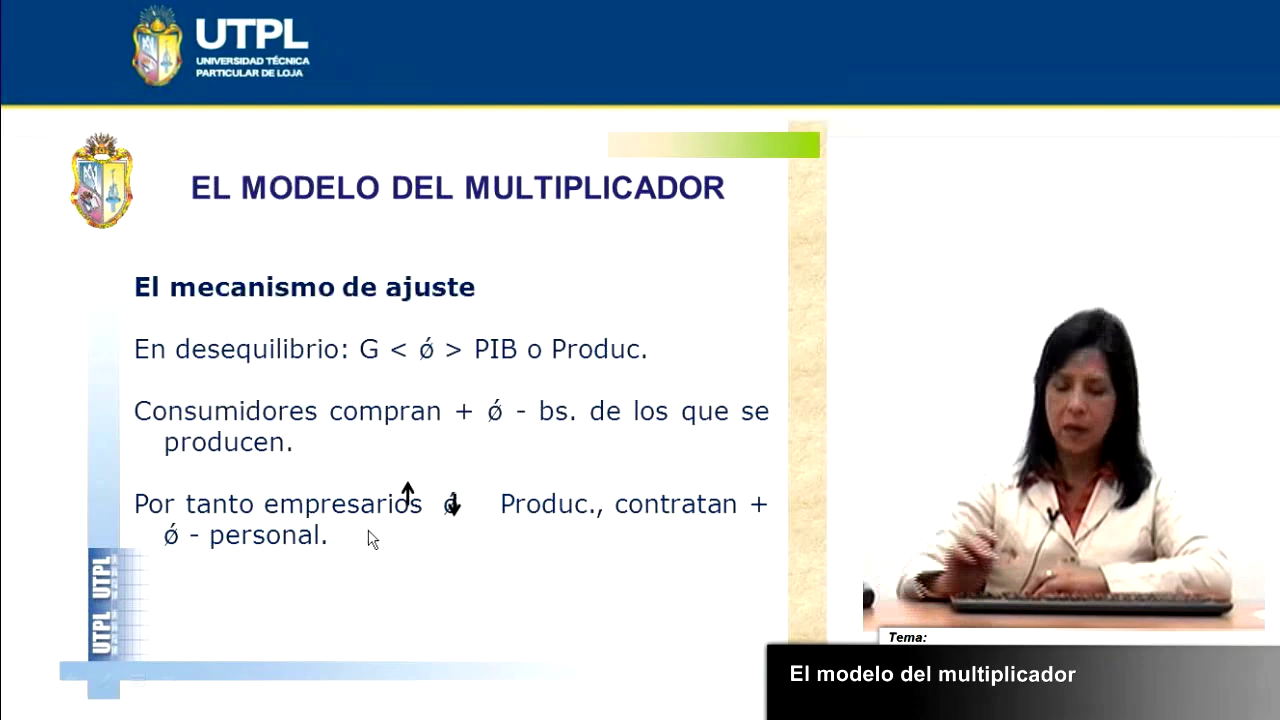 UTPL
UNIVERSIDAD TÉCNICA
PARTICULAR DE LOJA
EL MODELO DEL MULTIPLICADOR
El mecanismo de ajuste
En desequilibrio: G < ǿ > PIB o Produc.
Consumidores compran + ǿ - bs. de los que se
producen.
Por tanto empresarios ǿ Produc., contratan +
ǿ - personal.
UTPL UTPL
Tema:
El modelo del multiplicador